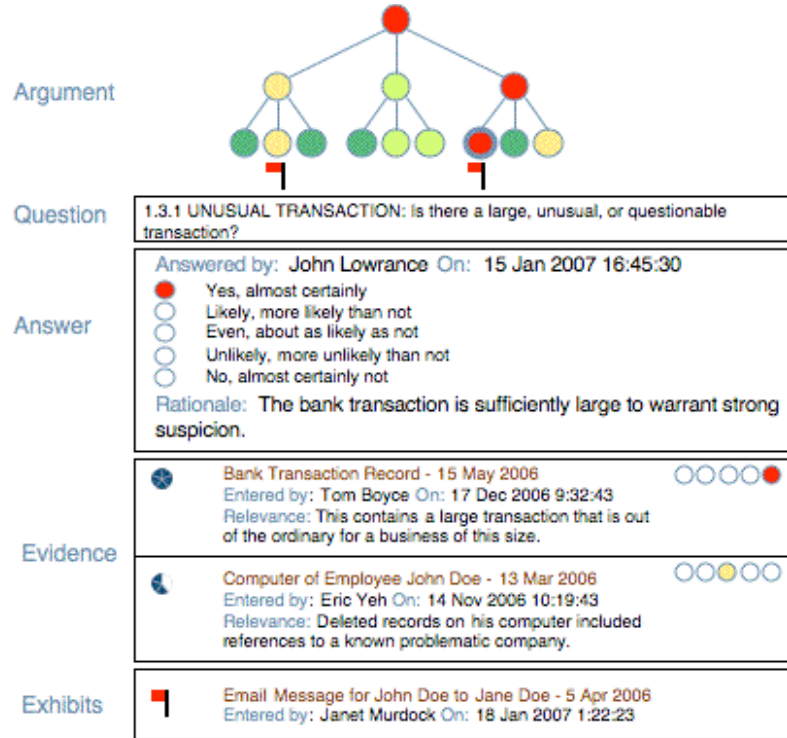 Argument
Question
1.3.1 UNUSUAL TRANSACTION: Is there a large, unusual, or questionable
transaction?
Answer
Answered by: John Lowrance On: 15 Jan 2007 16:45:30
Yes, almost certainly
Likely, more likely than not
Even, about as likely as not
Unlikely, more unlikely than not
No, almost certainly not
Rationale: The bank transaction is sufficiently large to warrant strong
suspicion.
Evidence
Bank Transaction Record - 15 May 2006
Entered by: Tom Boyce On: 17 Dec 2006 9:32:43
Relevance: This contains a large transaction that is out
of the ordinary for a business of this size.
Computer of Employee John Doe - 13 Mar 2006
Entered by: Eric Yeh On: 14 Nov 2006 10:19:43
Relevance: Deleted records on his computer included
references to a known problematic company.
Exhibits
Email Message for John Doe to Jane Doe - 5 Apr 2006
Entered by: Janet Murdock On: 18 Jan 2007 1:22:23